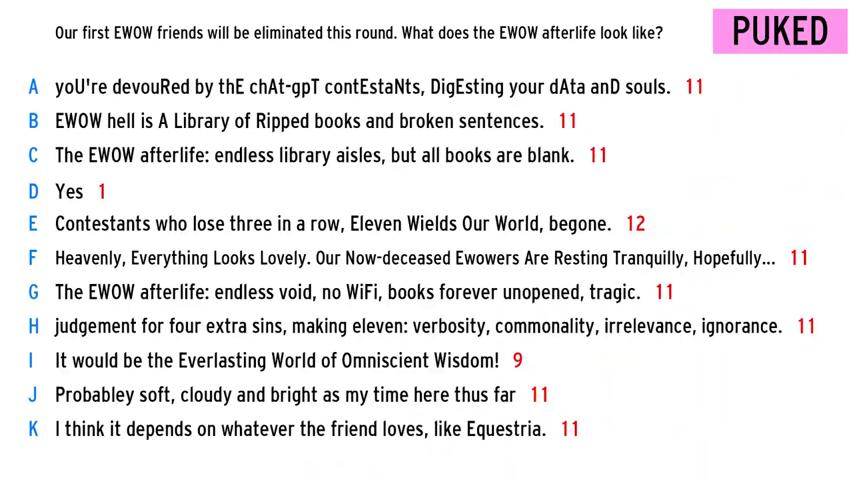 Our first EWOW friends will be eliminated this round. What does the EWOW afterlife look like?
PUKED
A yoU're devouRed by thE chAt-gpT contEstaNts, DigEsting your dAta anD souls. 11
B EWOW hell is A Library of Ripped books and broken sentences. 11
C The EWOW afterlife: endless library aisles, but all books are blank. 11
D Yes 1
E Contestants who lose three in a row, Eleven Wields Our World, begone. 12
F Heavenly, Everything Looks Lovely. Our Now-deceased Ewowers Are Resting Tranquilly, Hopefully... 11
G The EWOW afterlife: endless void, no WiFi, books forever unopened, tragic. 11
H judgement for four extra sins, making eleven: verbosity, commonality, irrelevance, ignorance. 11
I It would be the Everlasting World of Omniscient Wisdom! 9
J Probabley soft, cloudy and bright as my time here thus far 11
K I think it depends on whatever the friend loves, like Equestria. 11